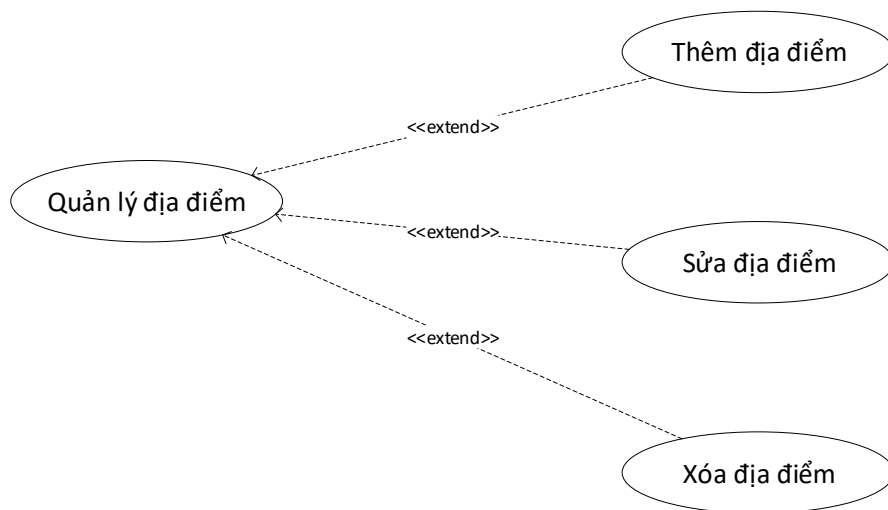 Thêm địa điểm
<<extend>>
Quản lý địa điểm
<<extend>>
Sửa địa điểm
<<extend>>
Xóa địa điểm